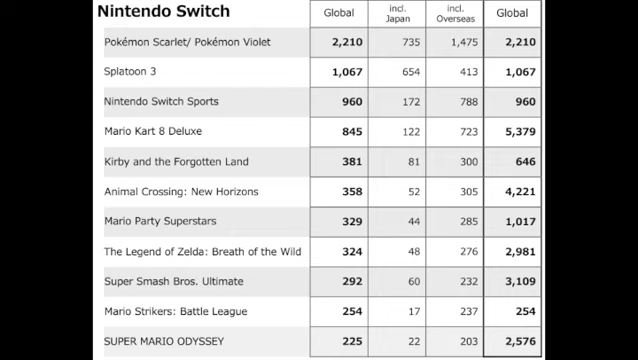 Nintendo Switch Global incl. Japan incl. Overseas Global
Pokémon Scarlet/ Pokémon Violet 2,210 735 1,475 2,210
Splatoon 3 1,067 654 413 1,067
Nintendo Switch Sports 960 172 788 960
Mario Kart 8 Deluxe 845 122 723 5,379
Kirby and the Forgotten Land 381 81 300 646
Animal Crossing: New Horizons 358 52 305 4,221
Mario Party Superstars 329 44 285 1,017
The Legend of Zelda: Breath of the Wild 324 48 276 2,981
Super Smash Bros. Ultimate 292 60 232 3,109
Mario Strikers: Battle League 254 17 237 254
SUPER MARIO ODYSSEY 225 22 203 2,576